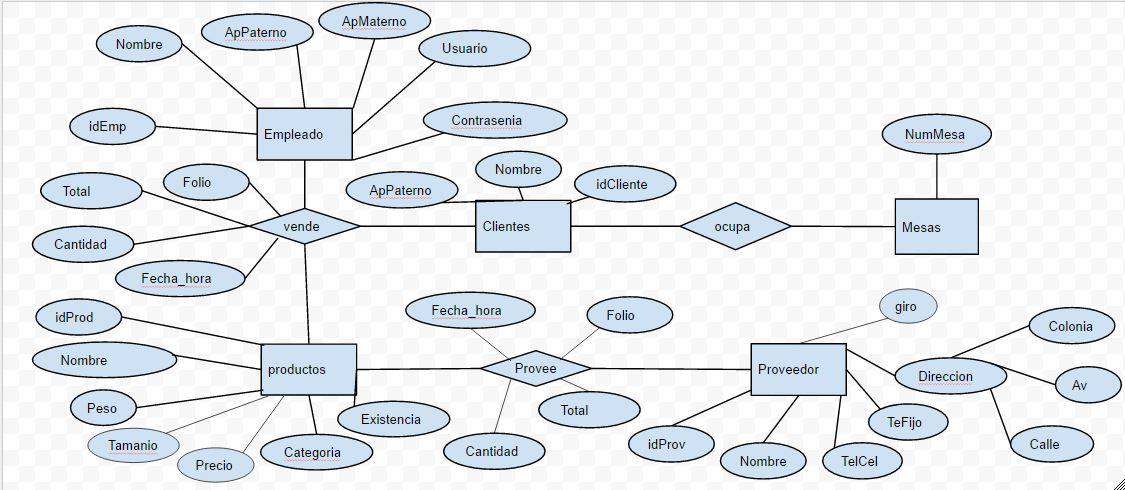 ApMaterno
ApPaterno
Nombre
Usuario
Contrasenia
idEmp
Empleado
NumMesa
Nombre
Folio
idCliente
Total
ApPaterno
vende
Clientes
ocupa
Mesas
Cantidad
Fecha_hora
giro
Fecha_hora
Folio
idProd
Colonia
Nombre
productos
Provee
Proveedor
Direccion
Av
Peso
Total
Existencia
TeFijo
Tamanio
idProv
Calle
Categoria
Cantidad
Precio
Nombre
TelCel